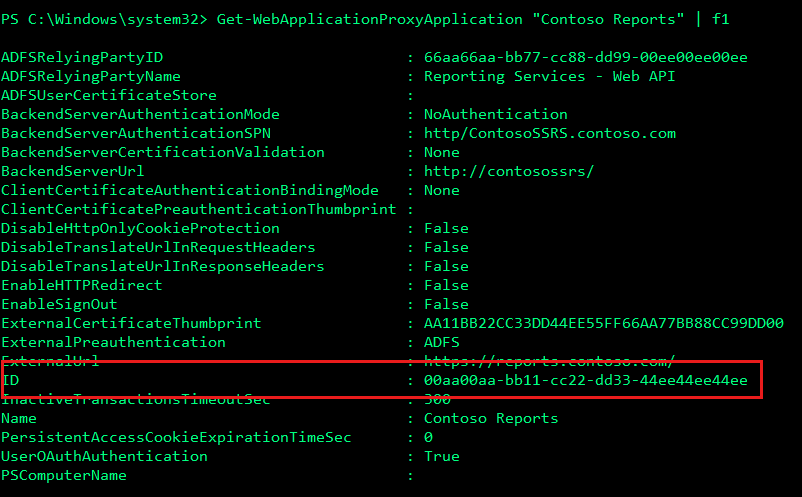 PS C:\Windows\system32> Get-WebApplicationProxyApplication "Contoso Reports" | f1
ADFSRelyingPartyID : 66aa66aa-bb77-cc88-dd99-00ee00ee00ee
ADFSRelyingPartyName : Reporting Services - Web API
ADFSUserCertificateStore :
BackendServerAuthenticationMode : NoAuthentication
BackendServerAuthenticationSPN : http/ContosoSSRS.contoso.com
BackendServerCertificationValidation : None
BackendServerUrl : http://contosossrs/
ClientCertificateAuthenticationBindingMode : None
ClientCertificatePreauthenticationThumbprint :
DisableHttpOnlyCookieProtection : False
DisableTranslateUrlInRequestHeaders : False
DisableTranslateUrlInResponseHeaders : False
EnableHTTPRedirect : False
EnableSignOut : False
ExternalCertificateThumbprint : AA11BB22CC33DD44EE55FF66AA77BB88CC99DD00
ExternalPreauthentication : ADFS
ExternalUrl : https://reports.contoso.com/
ID : 00aa00aa-bb11-cc22-dd33-44ee44ee44ee
InactiveTransactionsTimeoutSec : 300
Name : Contoso Reports
PersistentAccessCookieExpirationTimeSec : 0
UserOAuthAuthentication : True
PSComputerName :